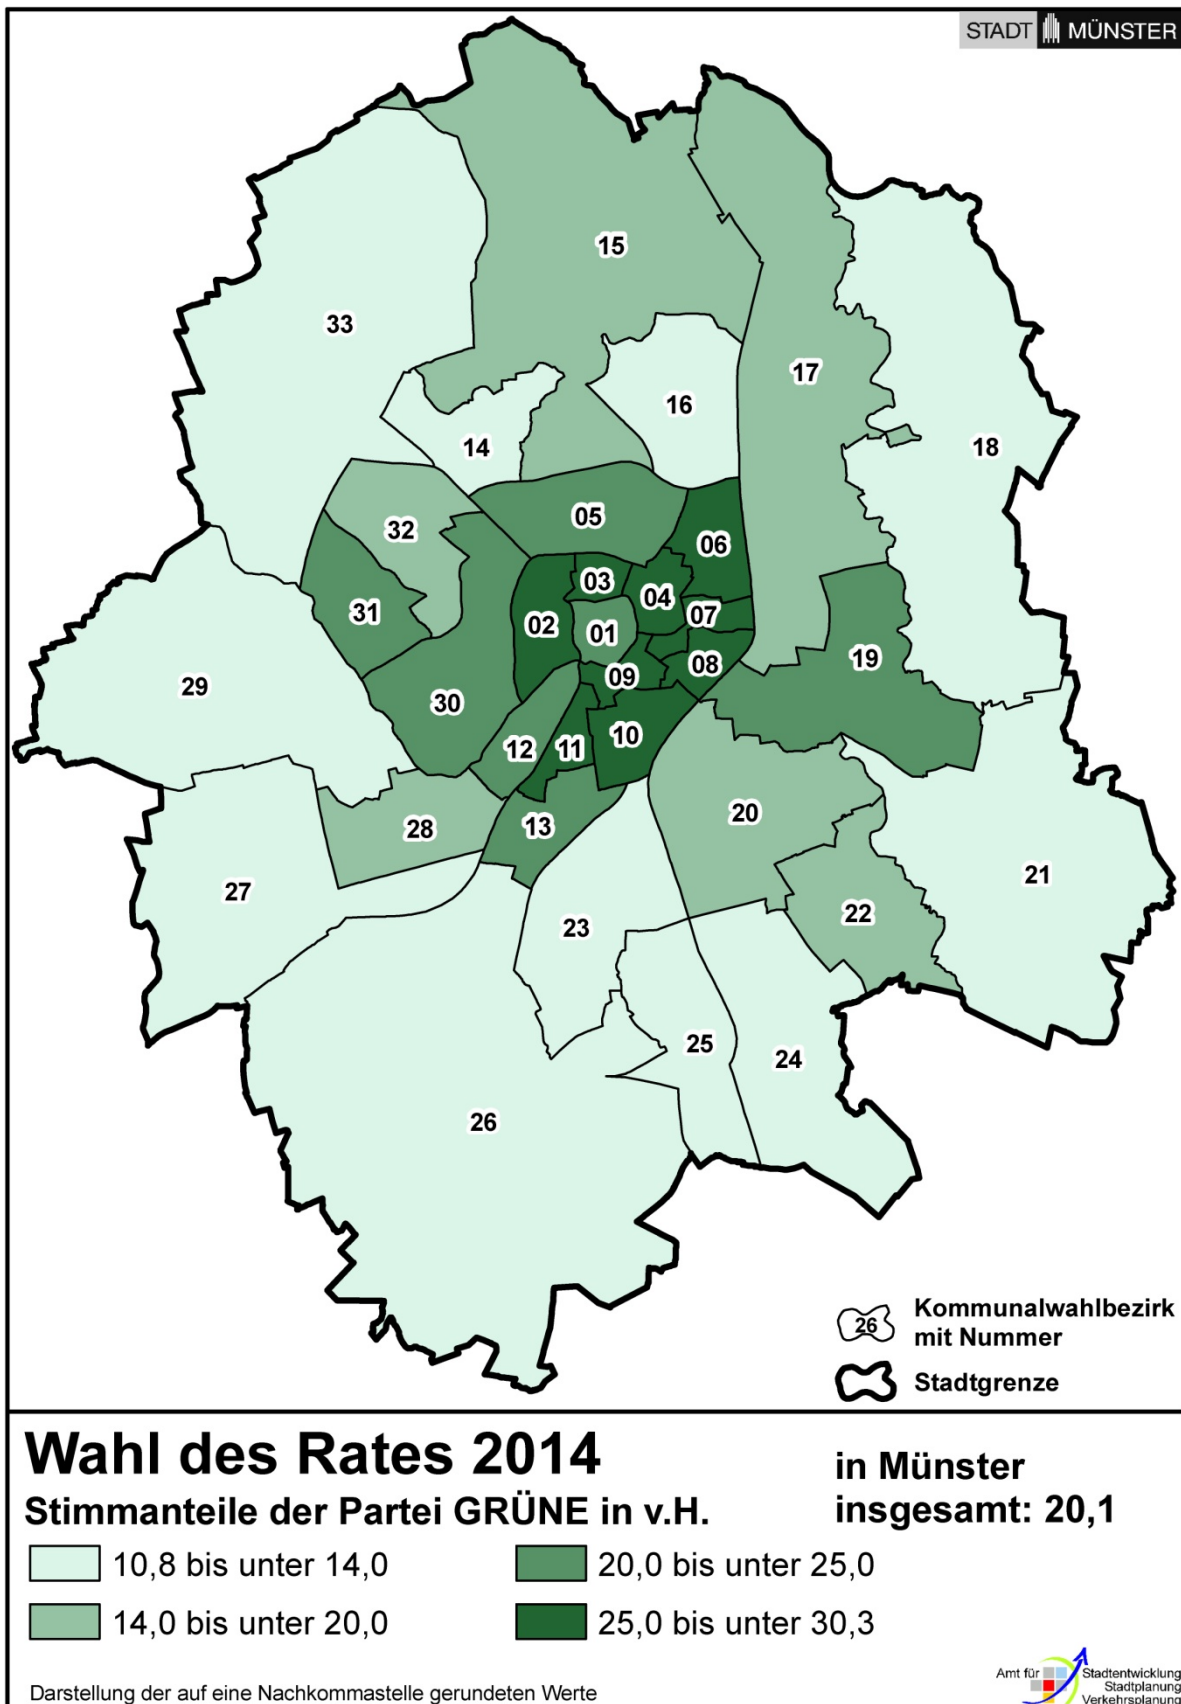 STADT MÜNSTER
15
33
17
16
18
14
05
32
06
03
04
02
07
31
01
19
08
09
29
30
10
12
11
20
13
28
21
27
22
23
25
24
26
26
Kommunalwahlbezirk
mit Nummer
Stadtgrenze
Wahl des Rates 2014
in Münster
insgesamt: 20,1
Stimmanteile der Partei GRÜNE in v.H.
10,8 bis unter 14,0
20,0 bis unter 25,0
14,0 bis unter 20,0
25,0 bis unter 30,3
Darstellung der auf eine Nachkommastelle gerundeten Werte
Amt für Stadtentwicklung
Stadtplanung
Verkehrsplanung